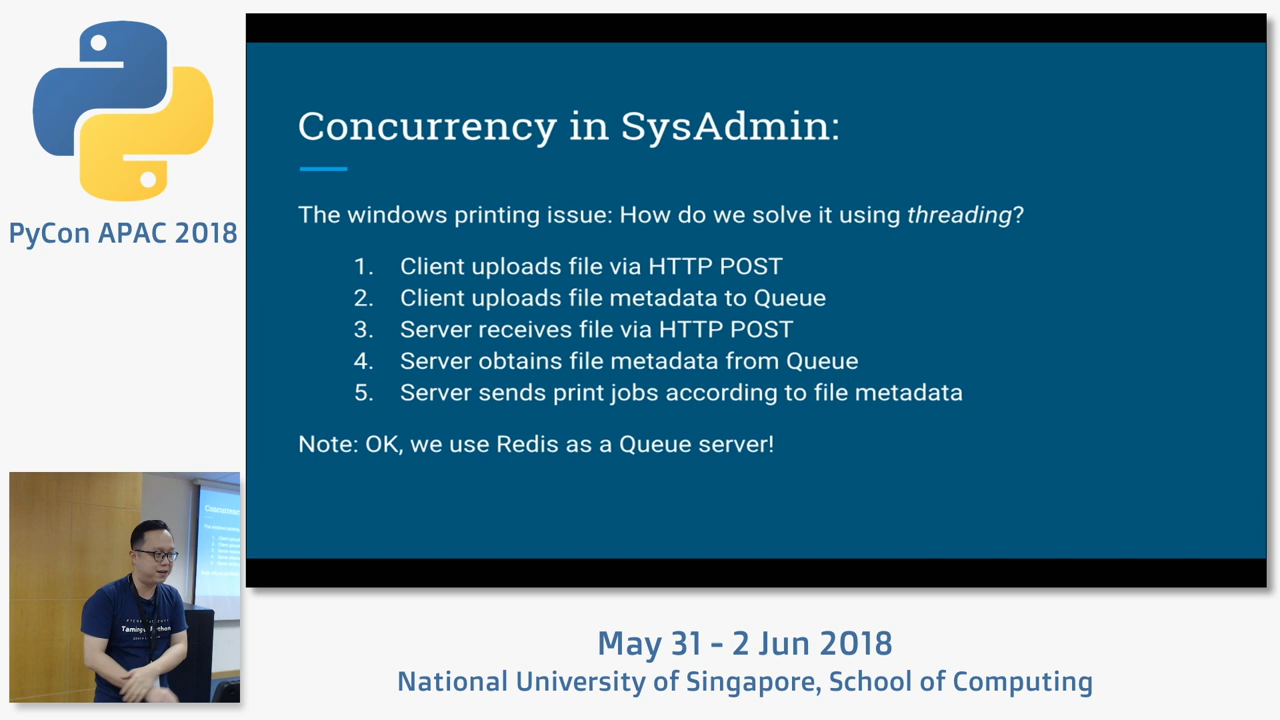 PyCon APAC 2018
Concurrency in SysAdmin:
The windows printing issue: How do we solve it using threading?
1. Client uploads file via HTTP POST
2. Client uploads file metadata to Queue
3. Server receives file via HTTP POST
4. Server obtains file metadata from Queue
5. Server sends print jobs according to file metadata
Note: OK, we use Redis as a Queue server!
May 31 - 2 Jun 2018
National University of Singapore, School of Computing